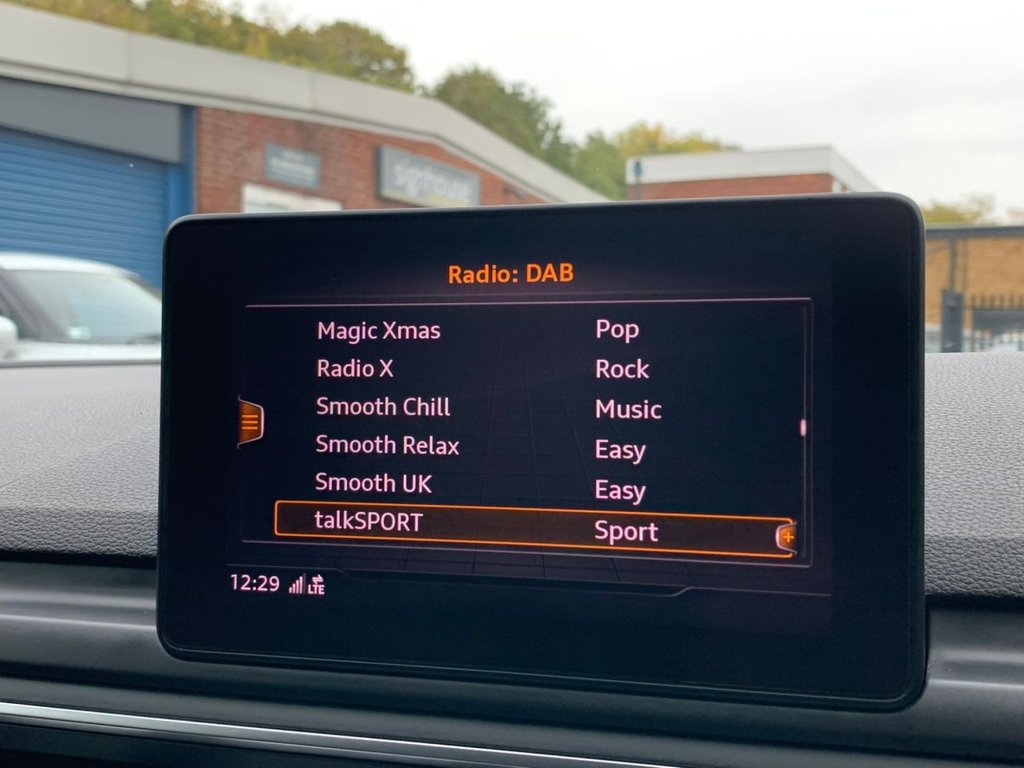 Radio: DAB
Magic Xmas Pop
Radio X Rock
Smooth Chill Music
Smooth Relax Easy
Smooth UK Easy
talkSPORT Sport
12:29 LTE